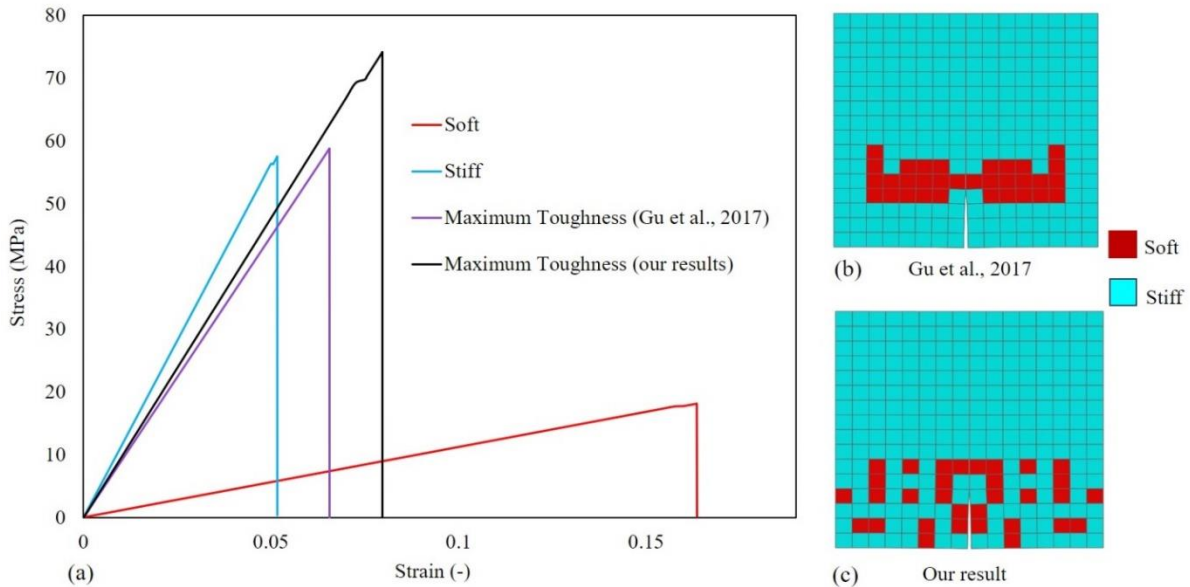 80
70
60
50
40
30
20
10
0
Stress (MPa)
0
0.05
0.1
0.15
Strain (-)
(a)
Soft
Stiff
Maximum Toughness (Gu et al., 2017)
Maximum Toughness (our results)
(b)
Gu et al., 2017
Soft
Stiff
(c)
Our result